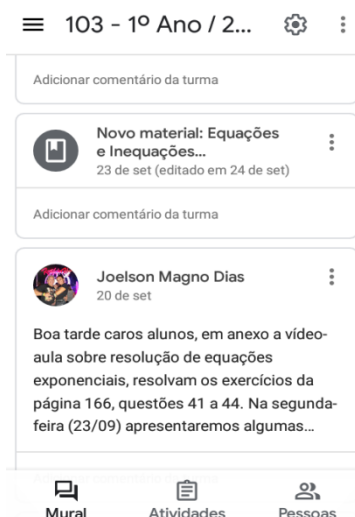 103 - 1º Ano / 2...
Adicionar comentário da turma
Novo material: Equações
e Inequações...
23 de set (editado em 24 de set)
Adicionar comentário da turma
Joelson Magno Dias
20 de set
Boa tarde caros alunos, em anexo a vídeo-
aula sobre resolução de equações
exponenciais, resolvam os exercícios da
página 166, questões 41 a 44. Na segunda-
feira (23/09) apresentaremos algumas...
Mural
Atividades
Pessoas